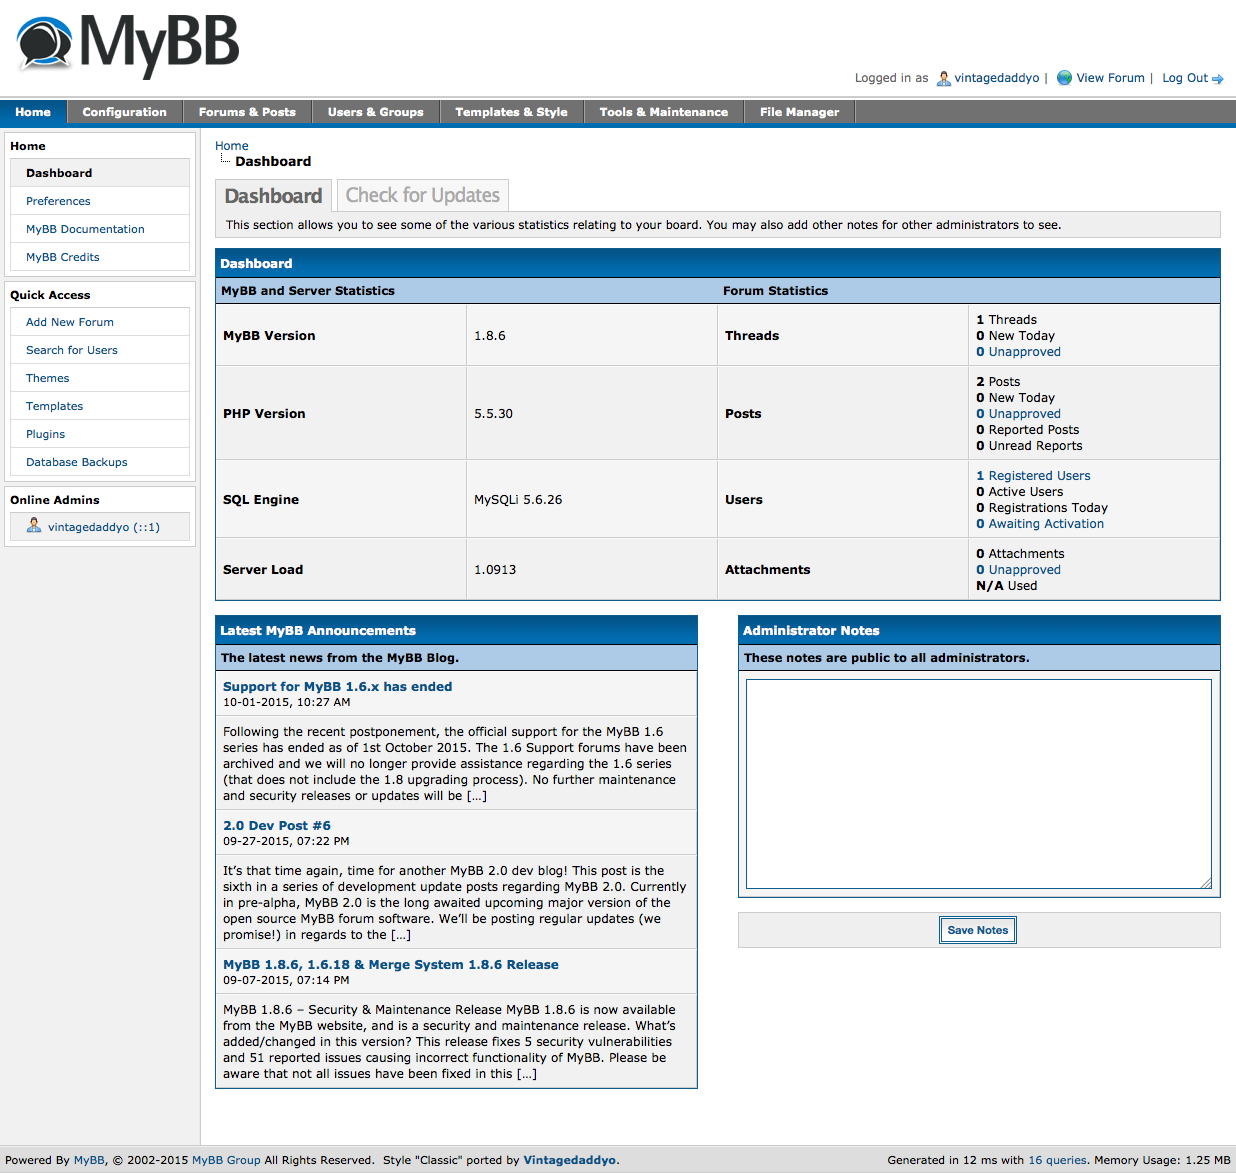 MyBB
Logged in as vintagedaddyo | View Forum | Log Out
Home Configuration Forums & Posts Users & Groups Templates & Style Tools & Maintenance File Manager
Home
Dashboard
Preferences
MyBB Documentation
MyBB Credits
Quick Access
Add New Forum
Search for Users
Themes
Templates
Plugins
Database Backups
Online Admins
vintagedaddyo (::1)
Home
Dashboard
Dashboard Check for Updates
This section allows you to see some of the various statistics relating to your board. You may also add other notes for other administrators to see.
Dashboard
MyBB and Server Statistics Forum Statistics
MyBB Version 1.8.6 Threads
1 Threads
0 New Today
0 Unapproved
PHP Version 5.5.30 Posts
2 Posts
0 New Today
0 Unapproved
0 Reported Posts
0 Unread Reports
SQL Engine MySQLi 5.6.26 Users
1 Registered Users
0 Active Users
0 Registrations Today
0 Awaiting Activation
Server Load 1.0913 Attachments
0 Attachments
0 Unapproved
N/A Used
Latest MyBB Announcements
The latest news from the MyBB Blog.
Support for MyBB 1.6.x has ended
10-01-2015, 10:27 AM
Following the recent postponement, the official support for the MyBB 1.6
series has ended as of 1st October 2015. The 1.6 Support forums have been
archived and we will no longer provide assistance regarding the 1.6 series
(that does not include the 1.8 upgrading process). No further maintenance
and security releases or updates will be […]
2.0 Dev Post #6
09-27-2015, 07:22 PM
It’s that time again, time for another MyBB 2.0 dev blog! This post is the
sixth in a series of development update posts regarding MyBB 2.0. Currently
in pre-alpha, MyBB 2.0 is the long awaited upcoming major version of the
open source MyBB forum software. We’ll be posting regular updates (we
promise!) in regards to the […]
MyBB 1.8.6, 1.6.18 & Merge System 1.8.6 Release
09-07-2015, 07:14 PM
MyBB 1.8.6 – Security & Maintenance Release MyBB 1.8.6 is now available
from the MyBB website, and is a security and maintenance release. What’s
added/changed in this version? This release fixes 5 security vulnerabilities
and 51 reported issues causing incorrect functionality of MyBB. Please be
aware that not all issues have been fixed in this […]
Administrator Notes
These notes are public to all administrators.
Save Notes
Powered By MyBB, © 2002-2015 MyBB Group All Rights Reserved. Style "Classic" ported by Vintagedaddyo. Generated in 12 ms with 16 queries. Memory Usage: 1.25 MB